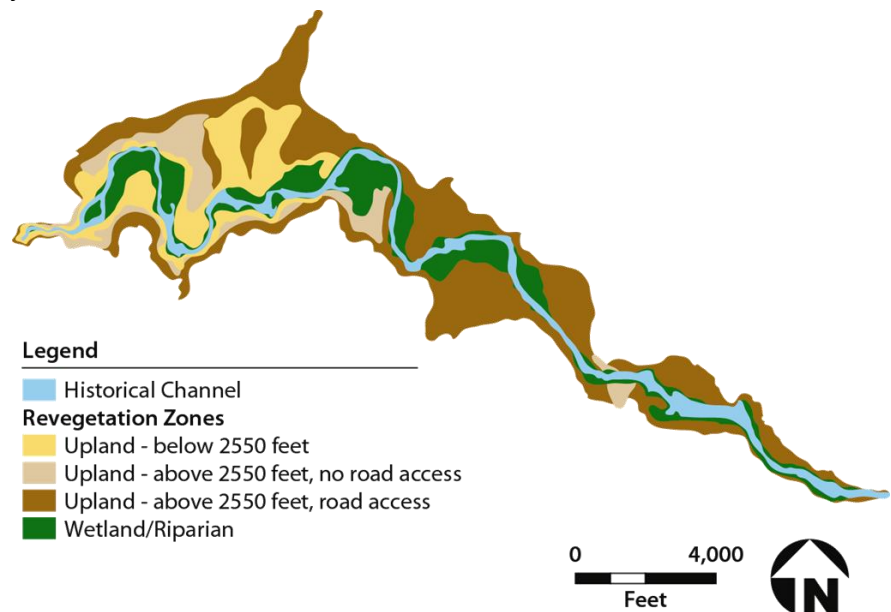 Legend
Historical Channel
Revegetation Zones
Upland - below 2550 feet
Upland - above 2550 feet, no road access
Upland - above 2550 feet, road access
Wetland/Riparian
0 4,000
Feet
N